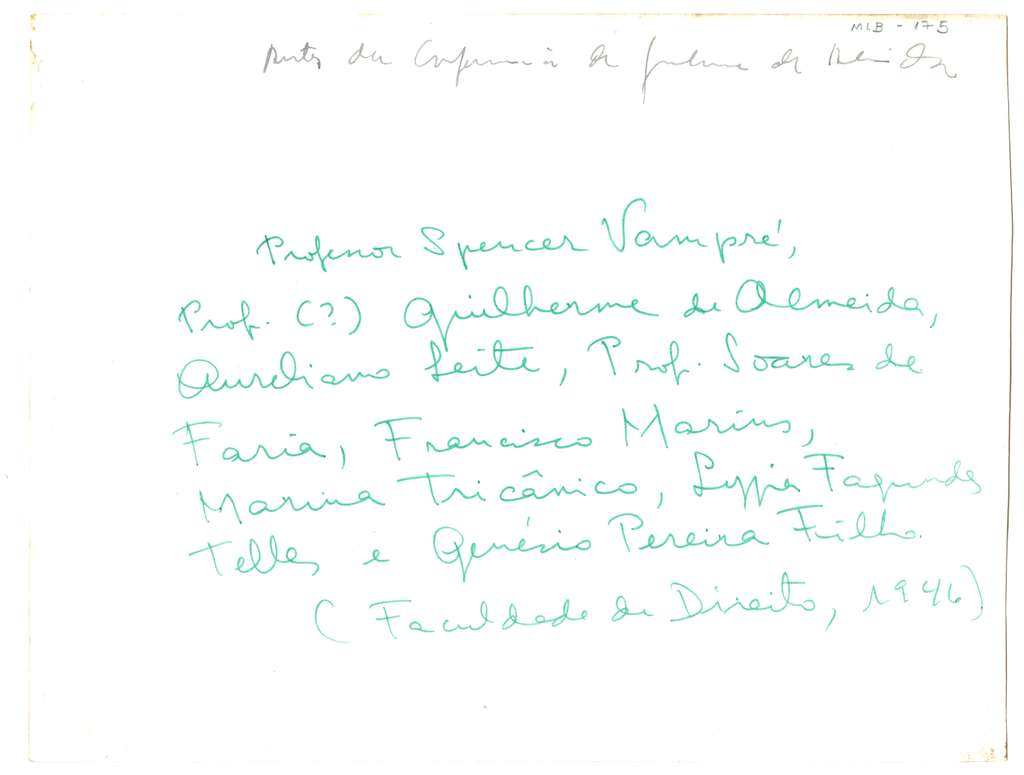 MLB - 175
Antes da Conferência de Guilherme de Almeida
Professor Spencer Vampré,
Prof. (?) Guilherme de Almeida,
Aureliano Leite, Prof. Soares de
Faria, Francisco Marins,
Marina Tricânico, Lygia Fagundes
Telles e Genésio Pereira Filho.
(Faculdade de Direito, 1946)